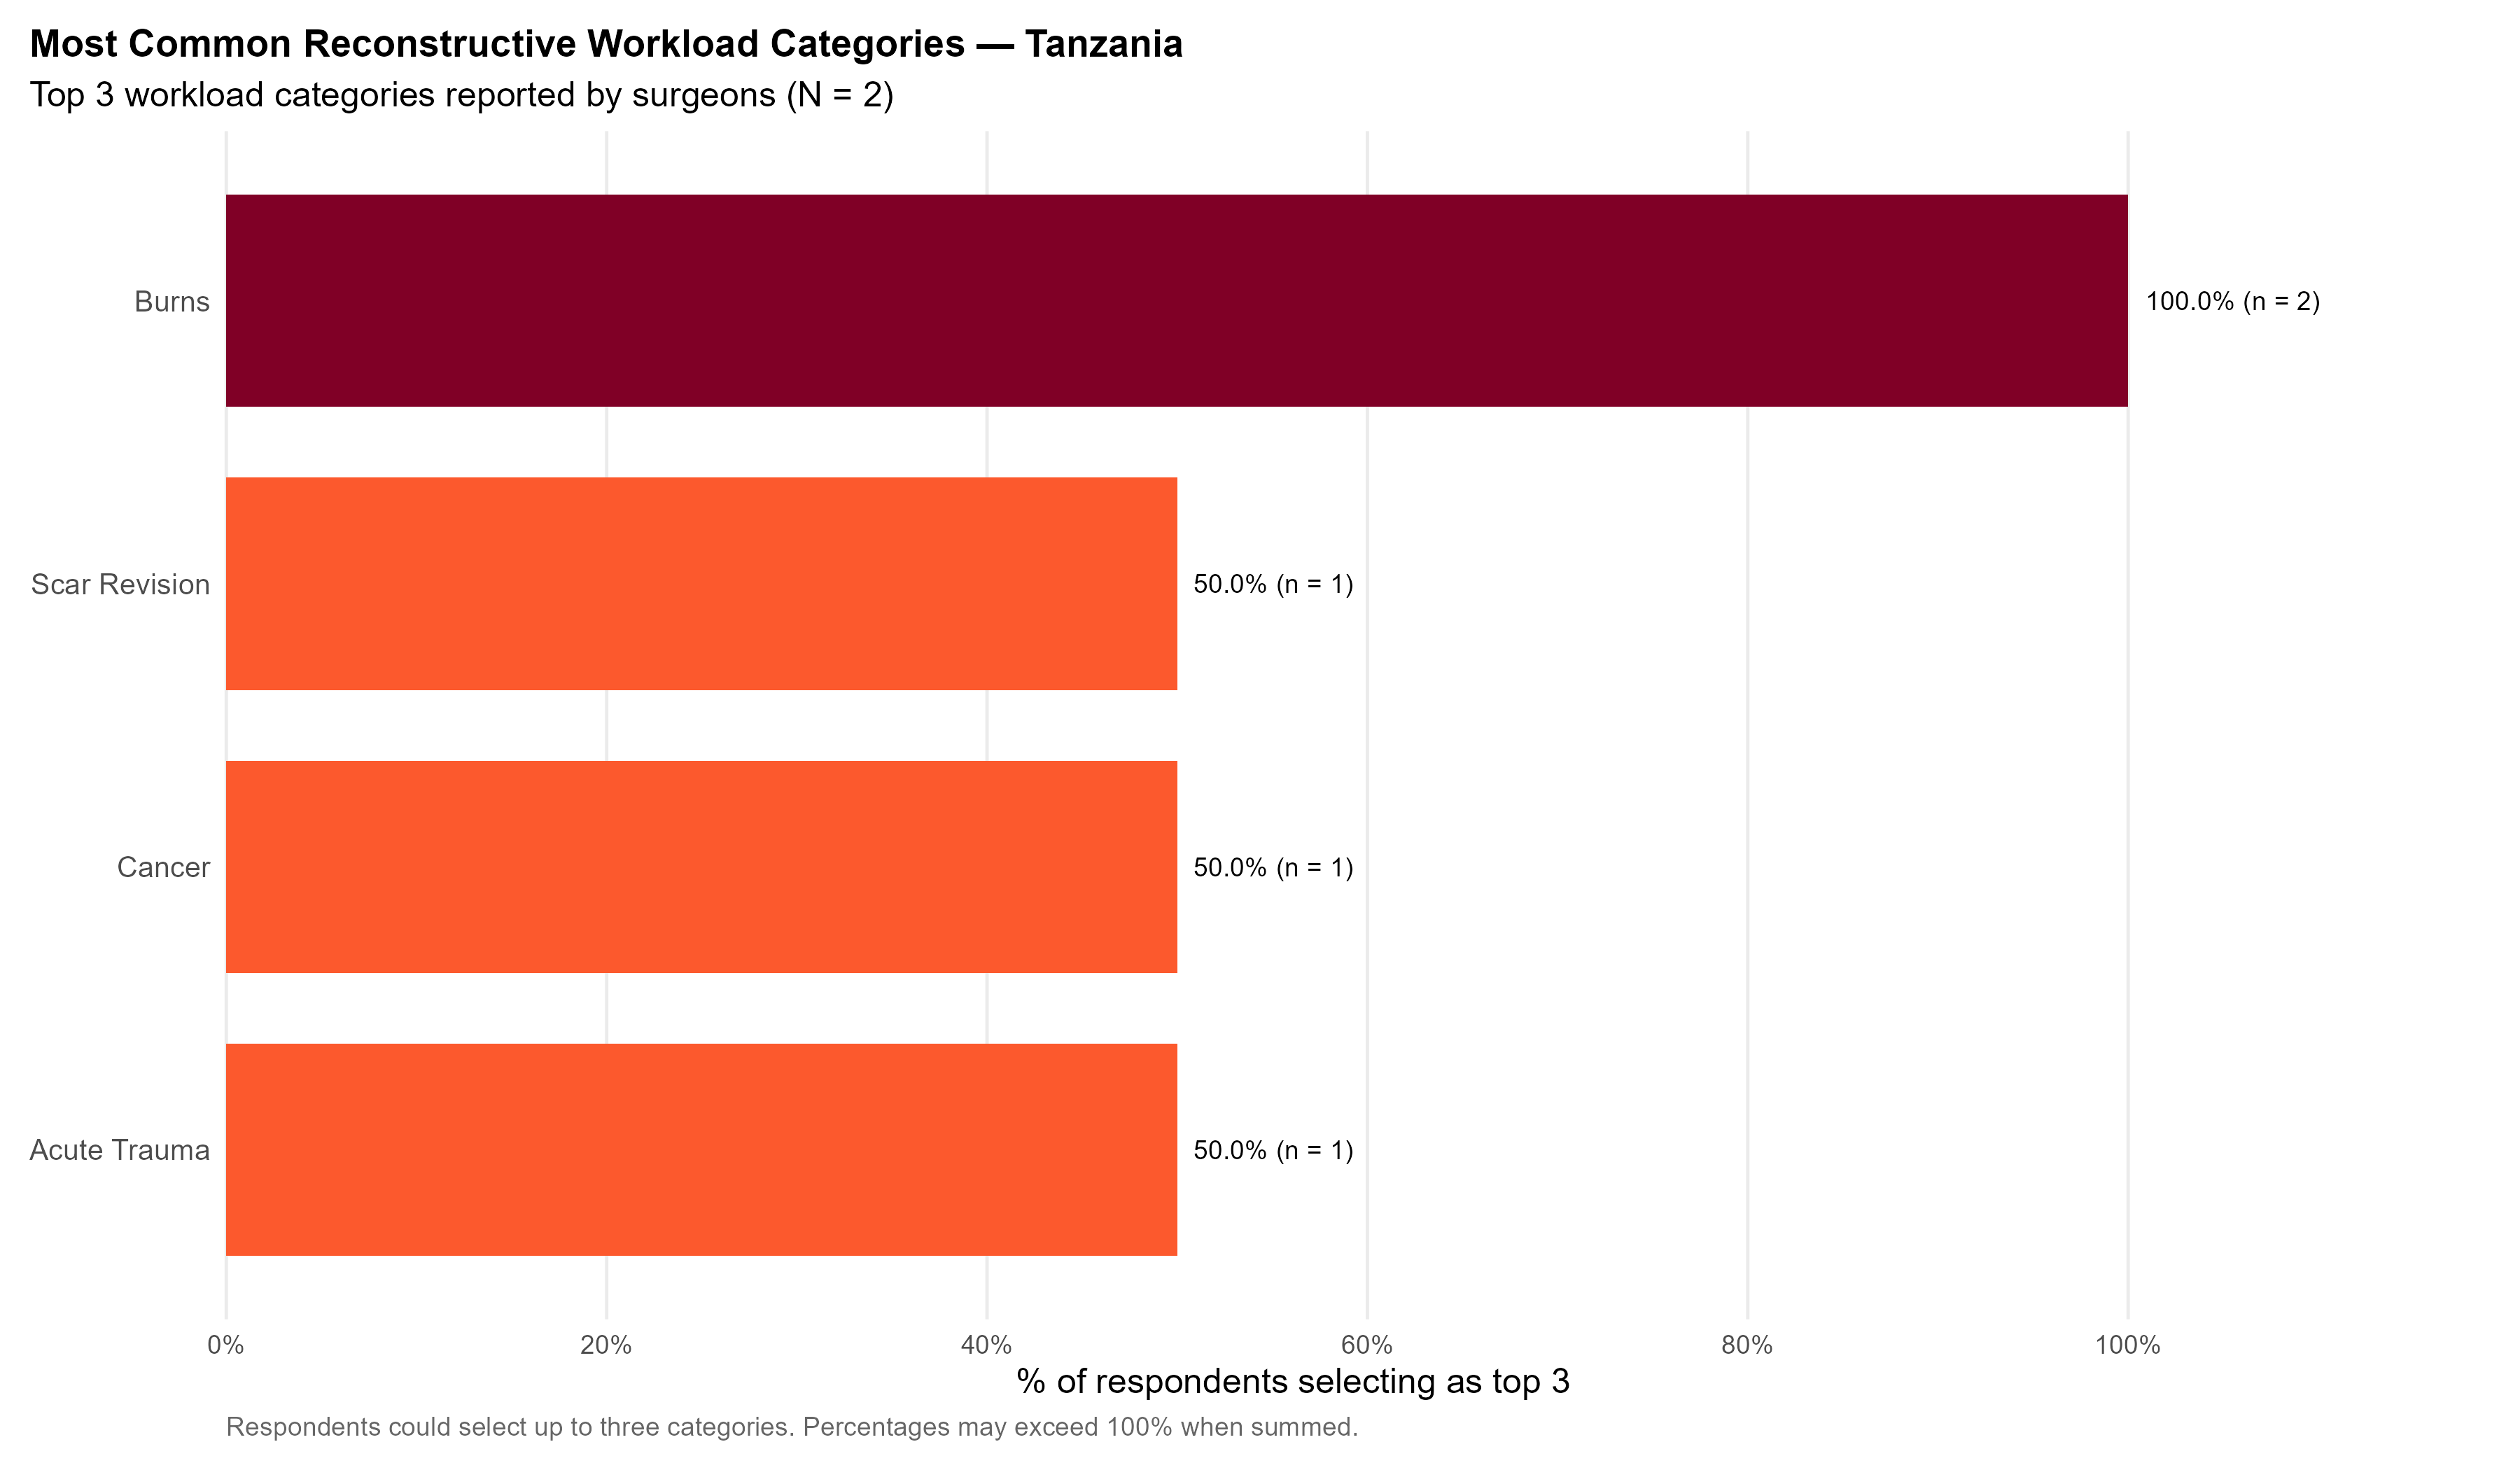 Most Common Reconstructive Workload Categories — Tanzania
Top 3 workload categories reported by surgeons (N = 2)
Burns
100.0% (n = 2)
Scar Revision
50.0% (n = 1)
Cancer
50.0% (n = 1)
Acute Trauma
50.0% (n = 1)
0% 20% 40% 60% 80% 100%
% of respondents selecting as top 3
Respondents could select up to three categories. Percentages may exceed 100% when summed.